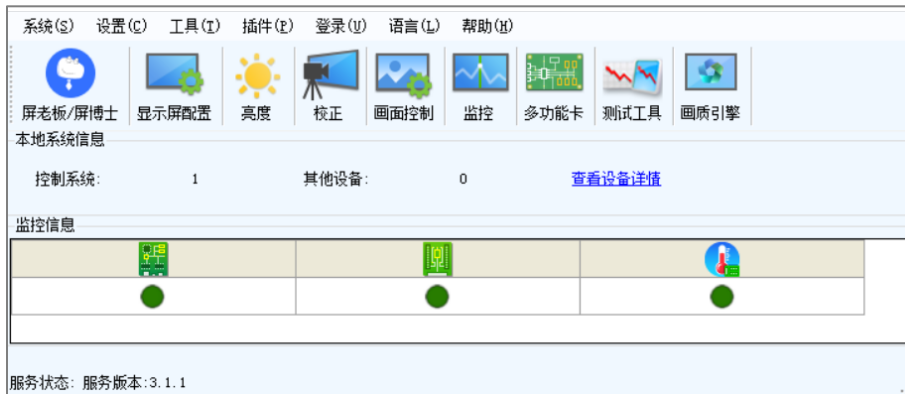 系统(S) 设置(C) 工具(T) 插件(P) 登录(U) 语言(L) 帮助(H)
屏老板/屏博士 显示屏配置 亮度 校正 画面控制 监控 多功能卡 测试工具 画质引擎
本地系统信息
控制系统: 1 其他设备: 0 查看设备详情
监控信息
服务状态: 服务版本:3.1.1